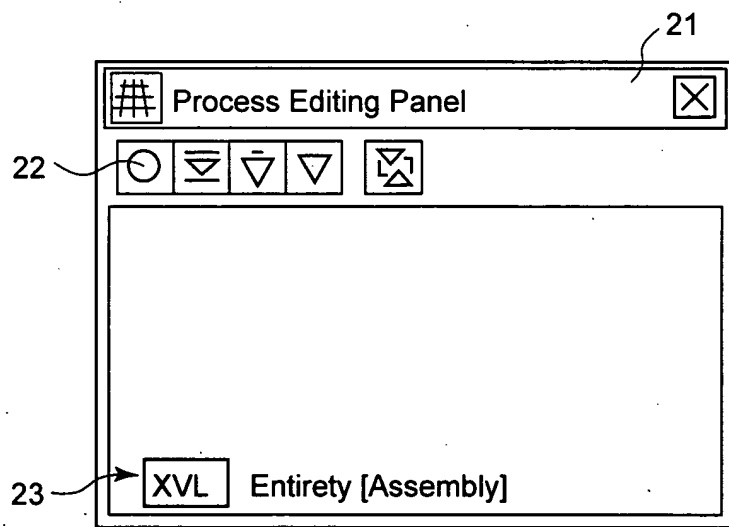 21
Process Editing Panel
22
23
XVL Entirety [Assembly]